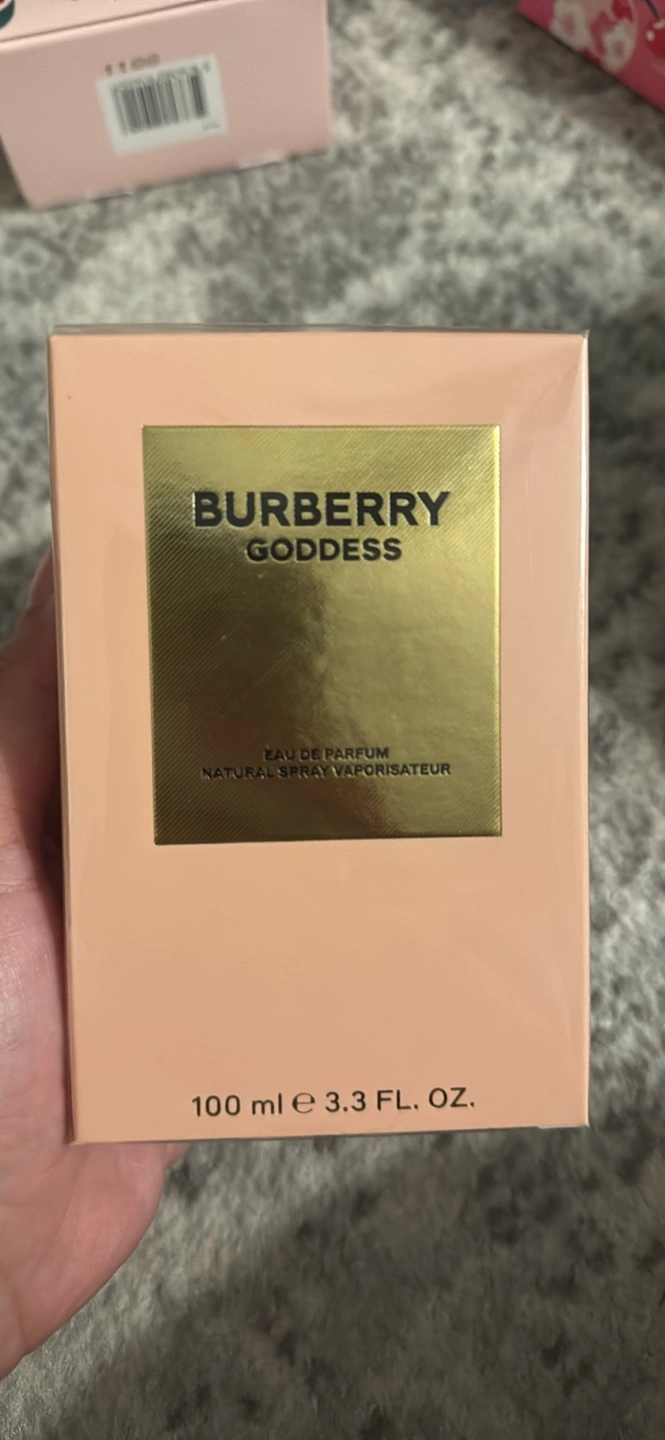 BURBERRY
GODDESS
EAU DE PARFUM
NATURAL SPRAY VAPORISATEUR
100 ml ℮ 3.3 FL. OZ.